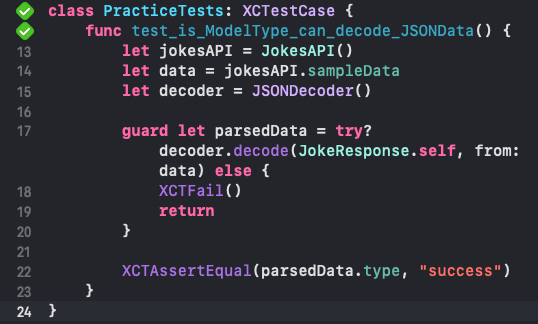 class PracticeTests: XCTestCase {
func test_is_ModelType_can_decode_JSONData() {
13 let jokesAPI = JokesAPI()
14 let data = jokesAPI.sampleData
15 let decoder = JSONDecoder()
16
17 guard let parsedData = try?
decoder.decode(JokeResponse.self, from:
data) else {
18 XCTFail()
19 return
20 }
21
22 XCTAssertEqual(parsedData.type, "success")
23 }
24 }